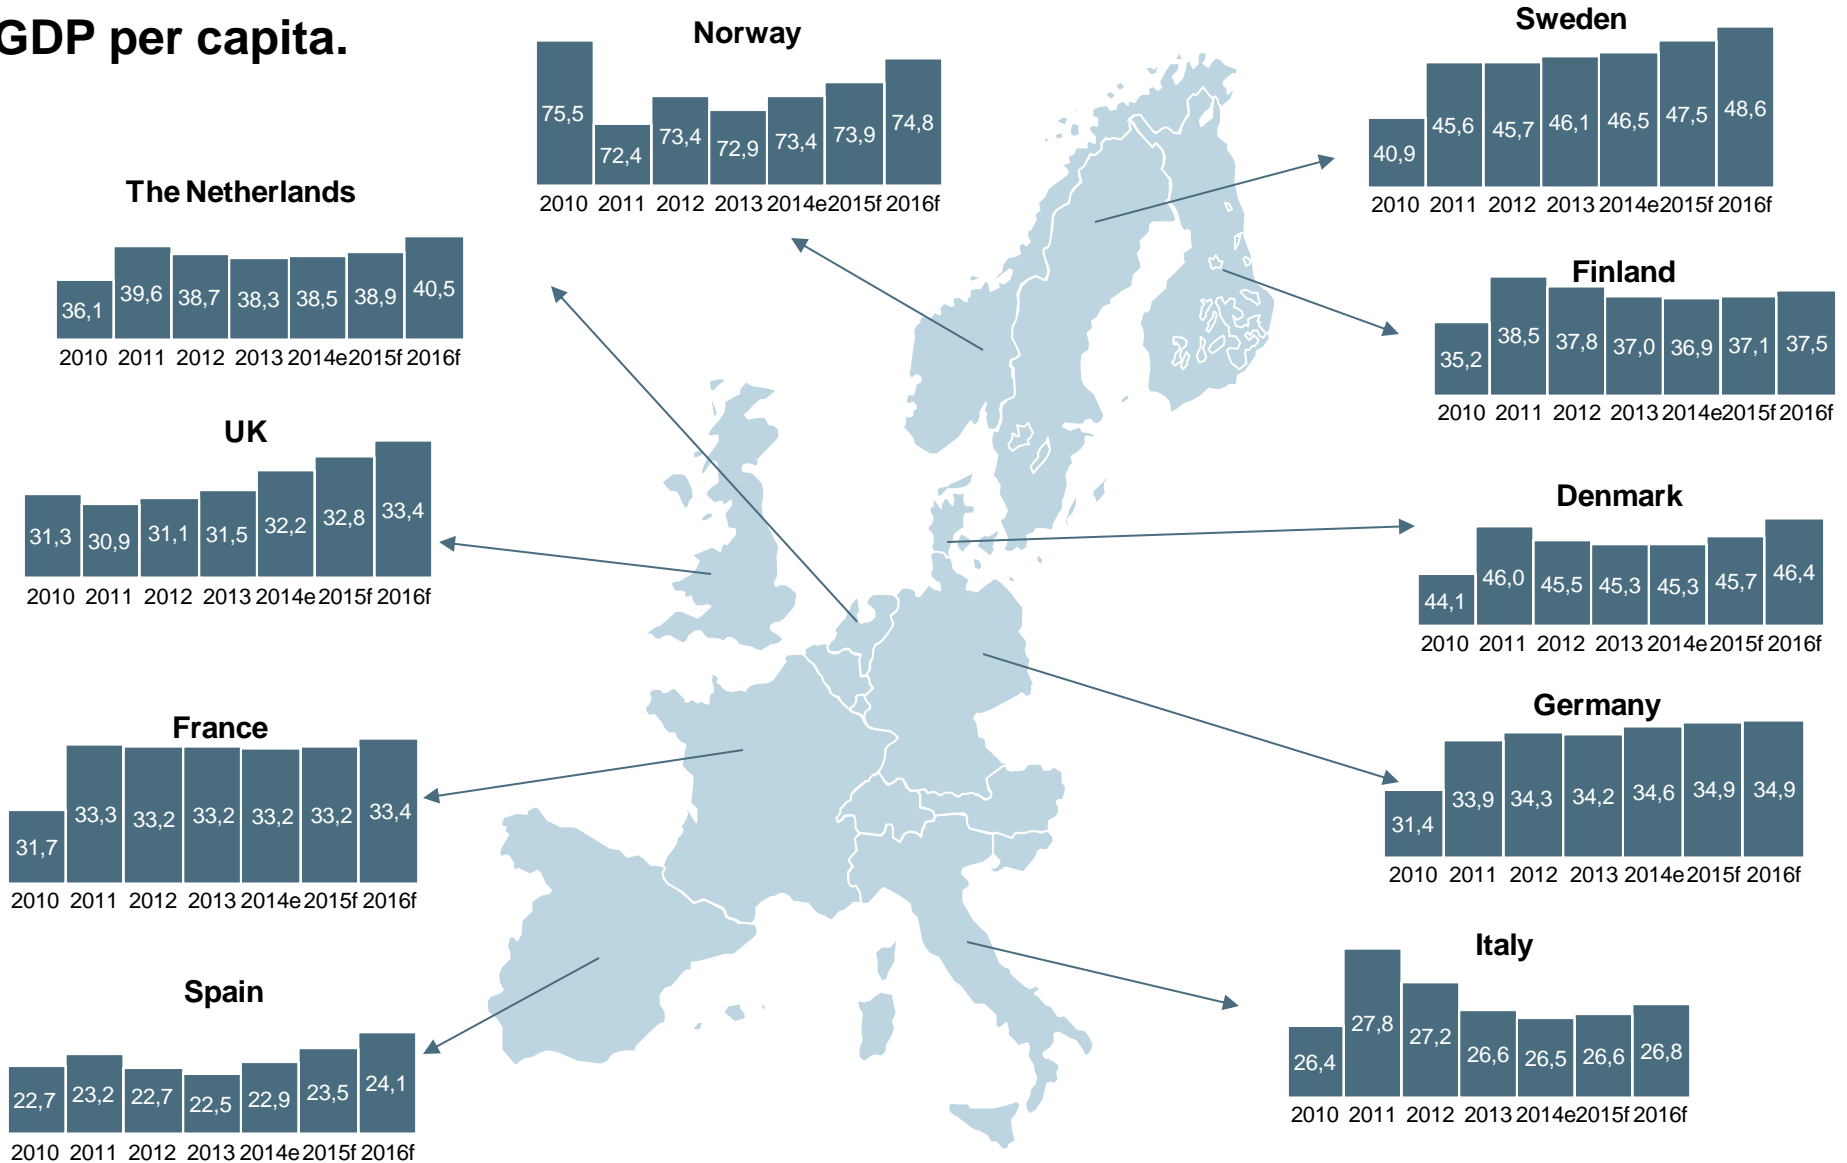 GDP per capita.
Norway
75,5 72,4 73,4 72,9 73,4 73,9 74,8
2010 2011 2012 2013 2014e 2015f 2016f
Sweden
40,9 45,6 45,7 46,1 46,5 47,5 48,6
2010 2011 2012 2013 2014e 2015f 2016f
The Netherlands
36,1 39,6 38,7 38,3 38,5 38,9 40,5
2010 2011 2012 2013 2014e 2015f 2016f
Finland
35,2 38,5 37,8 37,0 36,9 37,1 37,5
2010 2011 2012 2013 2014e 2015f 2016f
UK
31,3 30,9 31,1 31,5 32,2 32,8 33,4
2010 2011 2012 2013 2014e 2015f 2016f
Denmark
44,1 46,0 45,5 45,3 45,3 45,7 46,4
2010 2011 2012 2013 2014e 2015f 2016f
France
31,7 33,3 33,2 33,2 33,2 33,2 33,4
2010 2011 2012 2013 2014e 2015f 2016f
Germany
31,4 33,9 34,3 34,2 34,6 34,9 34,9
2010 2011 2012 2013 2014e 2015f 2016f
Spain
22,7 23,2 22,7 22,5 22,9 23,5 24,1
2010 2011 2012 2013 2014e 2015f 2016f
Italy
26,4 27,8 27,2 26,6 26,5 26,6 26,8
2010 2011 2012 2013 2014e 2015f 2016f